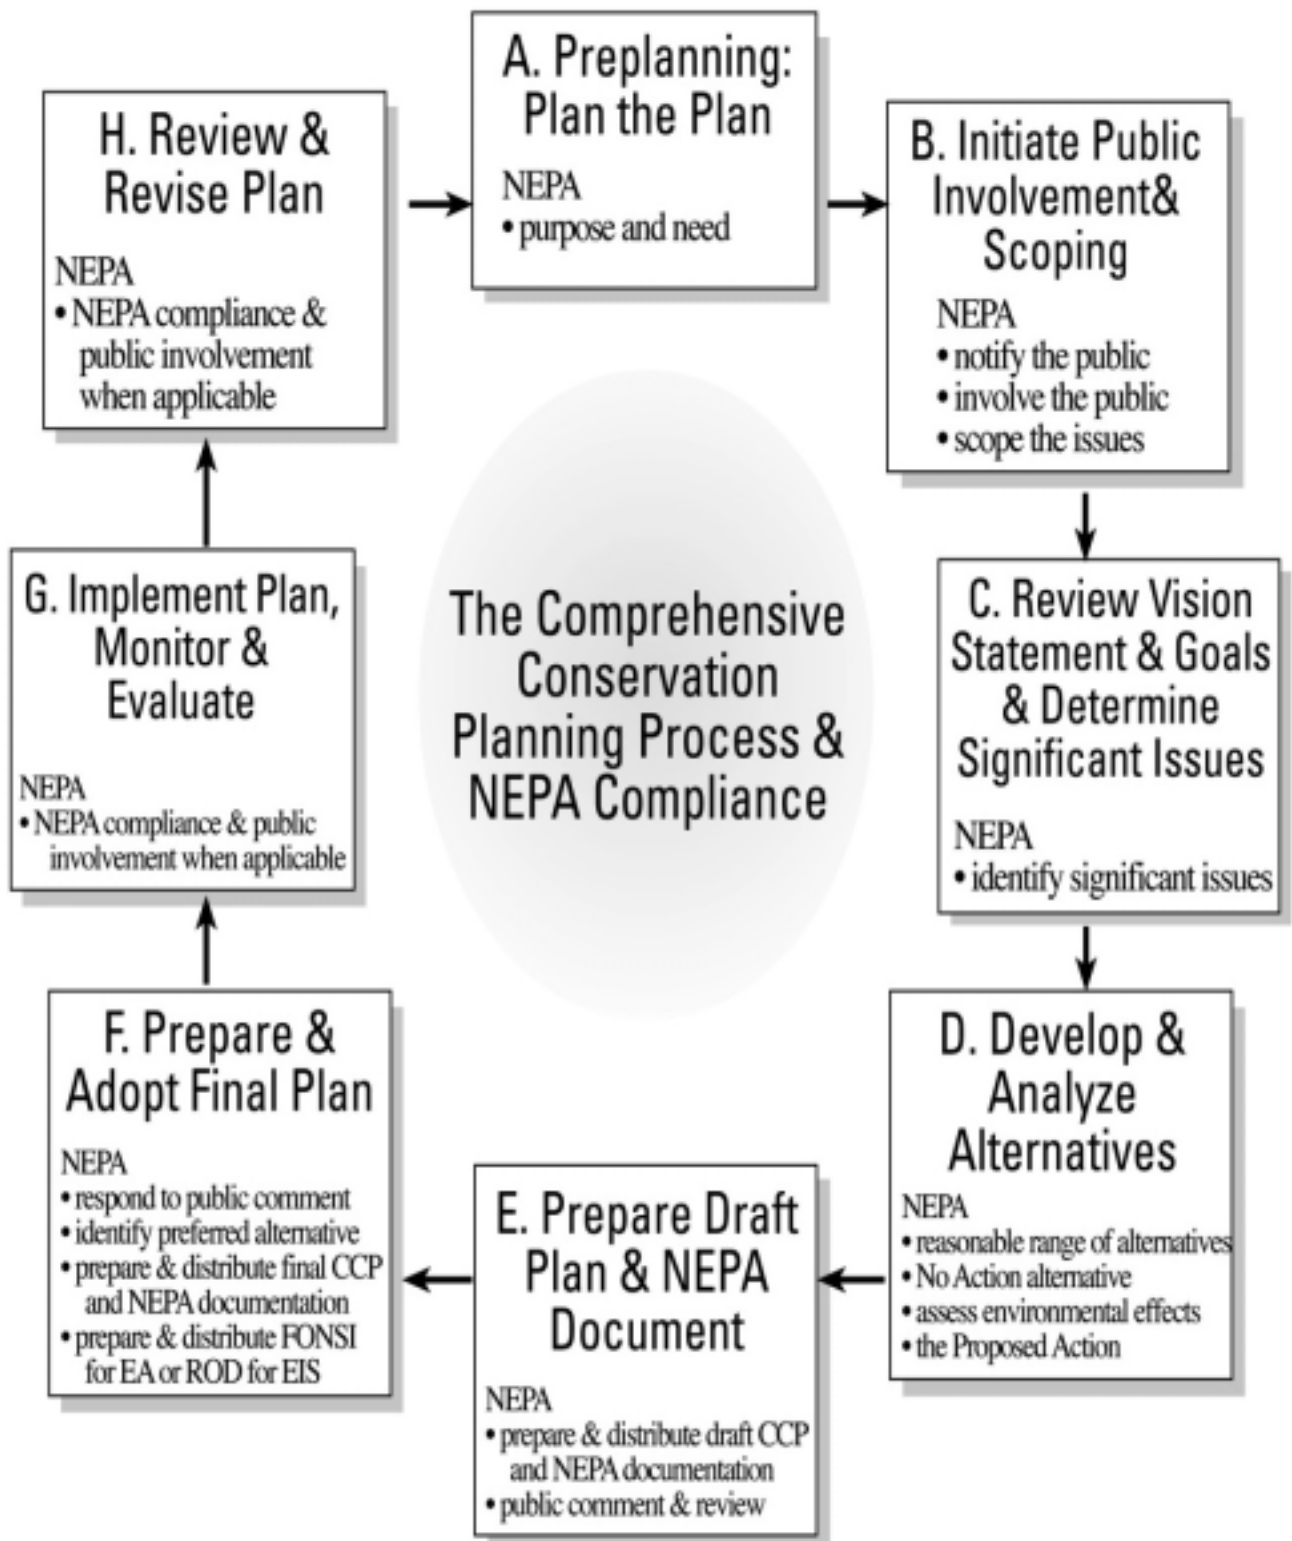 A. Preplanning:
Plan the Plan
NEPA
• purpose and need
B. Initiate Public
Involvement&
Scoping
NEPA
• notify the public
• involve the public
• scope the issues
C. Review Vision
Statement & Goals
& Determine
Significant Issues
NEPA
• identify significant issues
D. Develop &
Analyze
Alternatives
NEPA
• reasonable range of alternatives
• No Action alternative
• assess environmental effects
• the Proposed Action
E. Prepare Draft
Plan & NEPA
Document
NEPA
• prepare & distribute draft CCP
and NEPA documentation
• public comment & review
F. Prepare &
Adopt Final Plan
NEPA
• respond to public comment
• identify preferred alternative
• prepare & distribute final CCP
and NEPA documentation
• prepare & distribute FONSI
for EA or ROD for EIS
G. Implement Plan,
Monitor &
Evaluate
NEPA
• NEPA compliance & public
involvement when applicable
H. Review &
Revise Plan
NEPA
• NEPA compliance &
public involvement
when applicable
The Comprehensive
Conservation
Planning Process &
NEPA Compliance